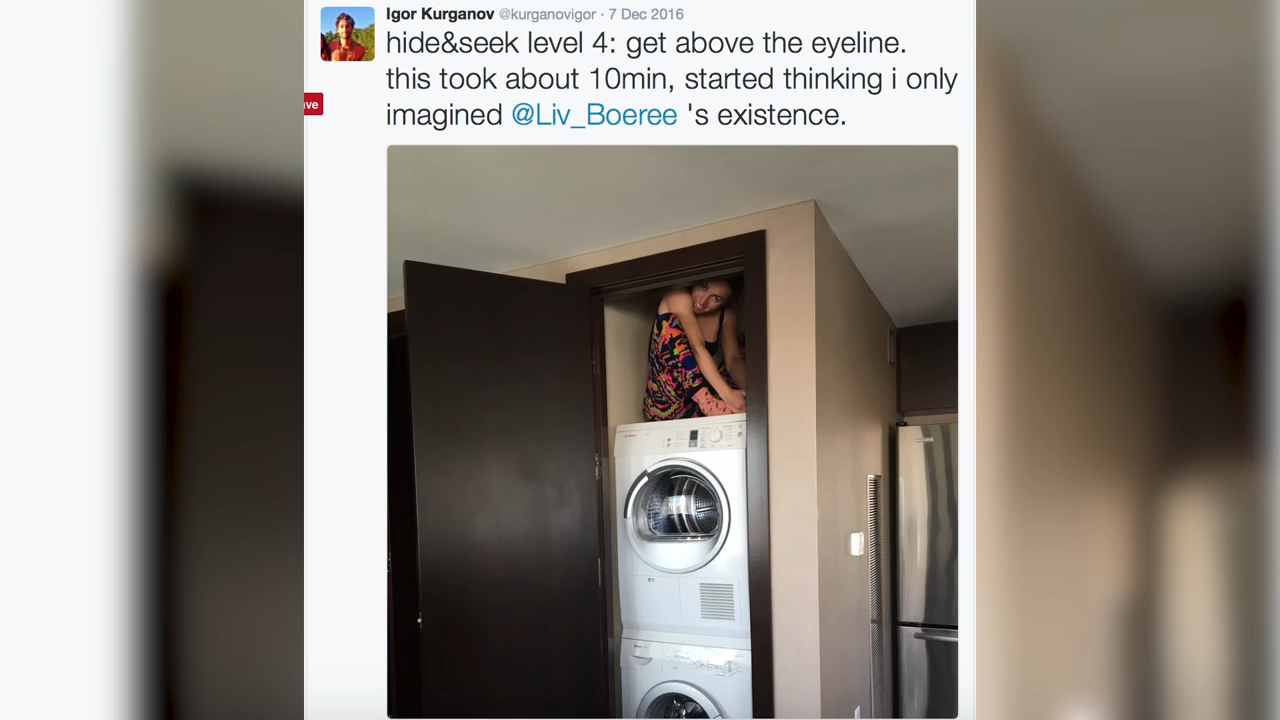 Igor Kurganov @kurganovigor · 7 Dec 2016
hide&seek level 4: get above the eyeline.
this took about 10min, started thinking i only
imagined @Liv_Boeree 's existence.
ve